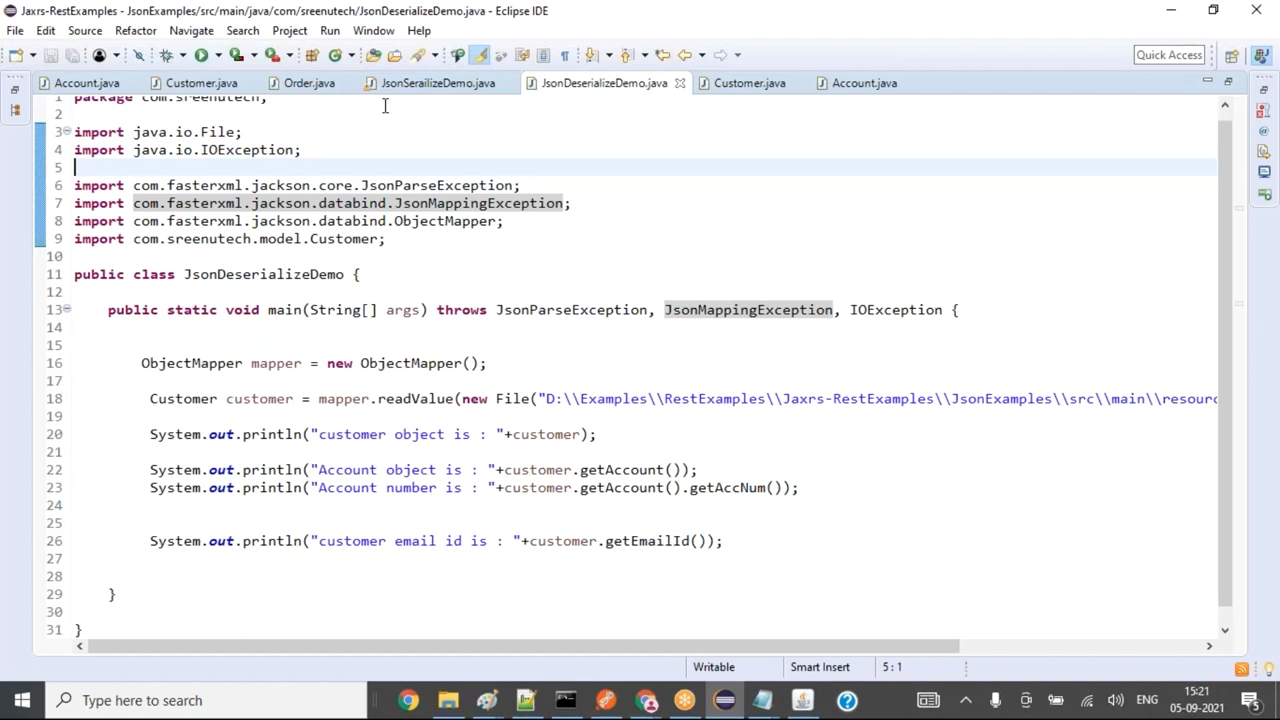 Jaxrs-RestExamples - JsonExamples/src/main/java/com/sreenutech/JsonDeserializeDemo.java - Eclipse IDE
File Edit Source Refactor Navigate Search Project Run Window Help
Quick Access
Account.java Customer.java Order.java JsonSerailizeDemo.java JsonDeserializeDemo.java Customer.java Account.java
1 package com.sreenutech;
2
3 import java.io.File;
4 import java.io.IOException;
5
6 import com.fasterxml.jackson.core.JsonParseException;
7 import com.fasterxml.jackson.databind.JsonMappingException;
8 import com.fasterxml.jackson.databind.ObjectMapper;
9 import com.sreenutech.model.Customer;
10
11 public class JsonDeserializeDemo {
12
13 public static void main(String[] args) throws JsonParseException, JsonMappingException, IOException {
14
15
16 ObjectMapper mapper = new ObjectMapper();
17
18 Customer customer = mapper.readValue(new File("D:\\Examples\\RestExamples\\Jaxrs-RestExamples\\JsonExamples\\src\\main\\resourc
19
20 System.out.println("customer object is : "+customer);
21
22 System.out.println("Account object is : "+customer.getAccount());
23 System.out.println("Account number is : "+customer.getAccount().getAccNum());
24
25
26 System.out.println("customer email id is : "+customer.getEmailId());
27
28
29 }
30
31 }
Writable Smart Insert 5 : 1
Type here to search
ENG
15:21
05-09-2021
5